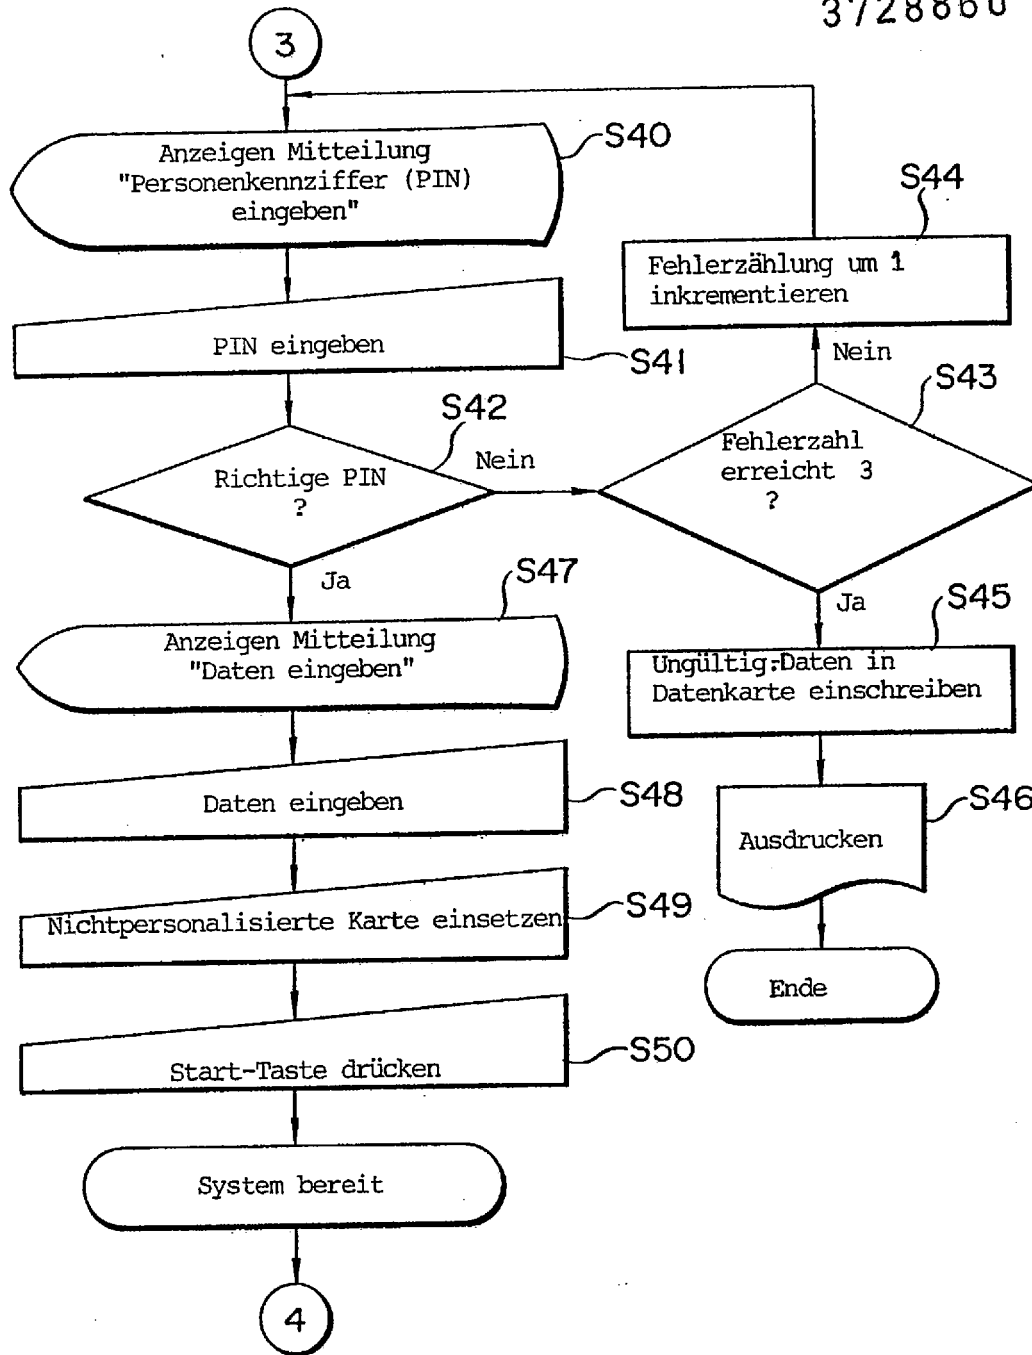 3728860
3
Anzeigen Mitteilung
"Personenkennziffer (PIN)
eingeben"
S40
S44
Fehlerzählung um 1
inkrementieren
PIN eingeben
S41
Nein
S43
S42
Richtige PIN
?
Nein
Fehlerzahl
erreicht 3
?
Ja
S47
Ja
S45
Anzeigen Mitteilung
"Daten eingeben"
Ungültig-Daten in
Datenkarte einschreiben
Daten eingeben
S48
Ausdrucken
S46
Nichtpersonalisierte Karte einsetzen
S49
Ende
Start-Taste drücken
S50
System bereit
4